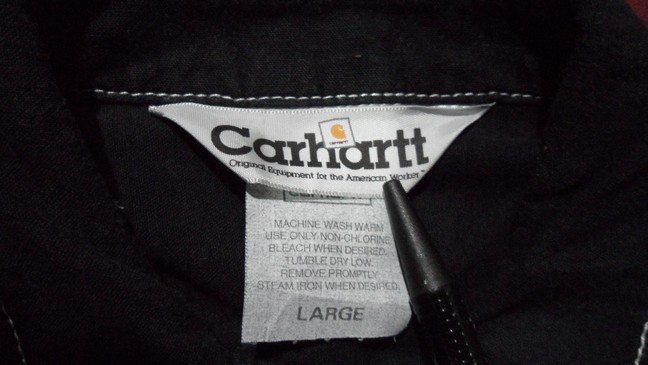 Carhartt
Original Equipment for the American Worker™
MACHINE WASH WARM
USE ONLY NON-CHLORINE
BLEACH WHEN DESIRED.
TUMBLE DRY LOW.
REMOVE PROMPTLY
STEAM IRON WHEN DESIRED.
LARGE